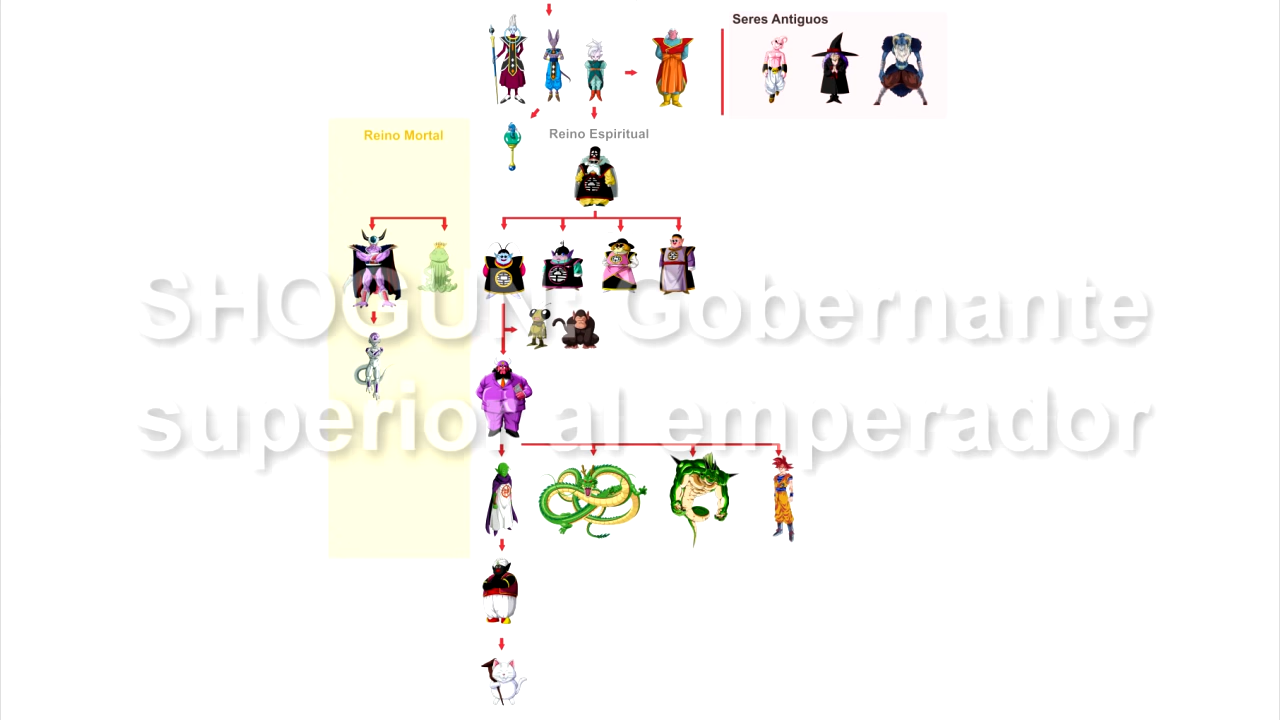 Seres Antiguos
Reino Mortal
Reino Espiritual
SHOGUN: Gobernante
superior al emperador